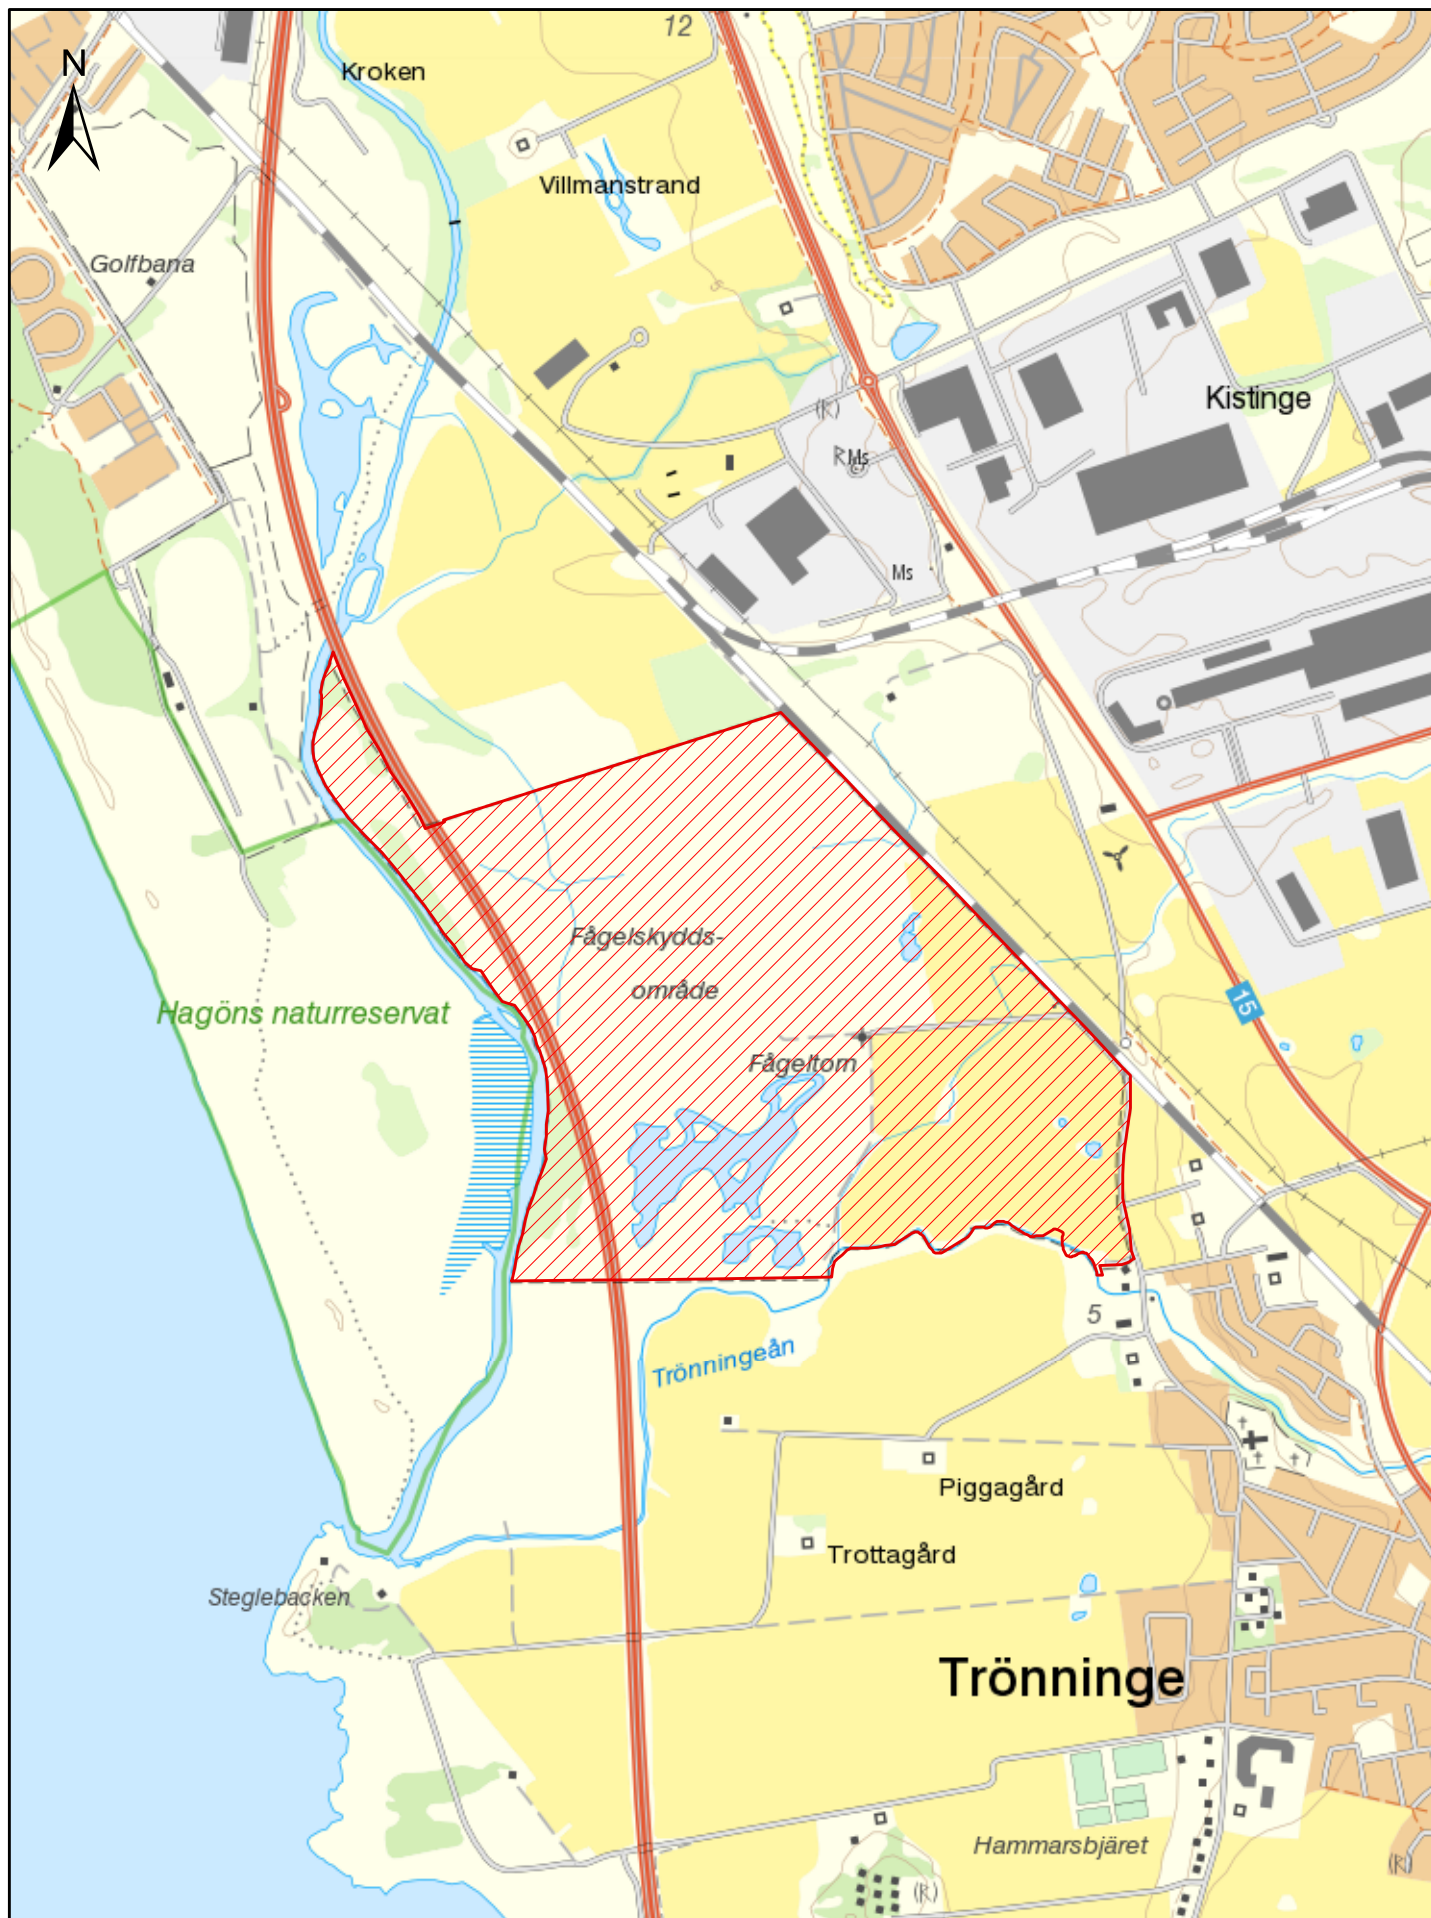 12
N
Kroken
Villmanstrand
Golfbana
Kistinge
(R)
R
Ms
Ms
Fågelskydds-
område
15
Hagöns naturreservat
Fågeltorn
5
Trönningeån
Piggagård
Trottagård
Steglebacken
Trönninge
Hammarsbjäret
(R)
(R)